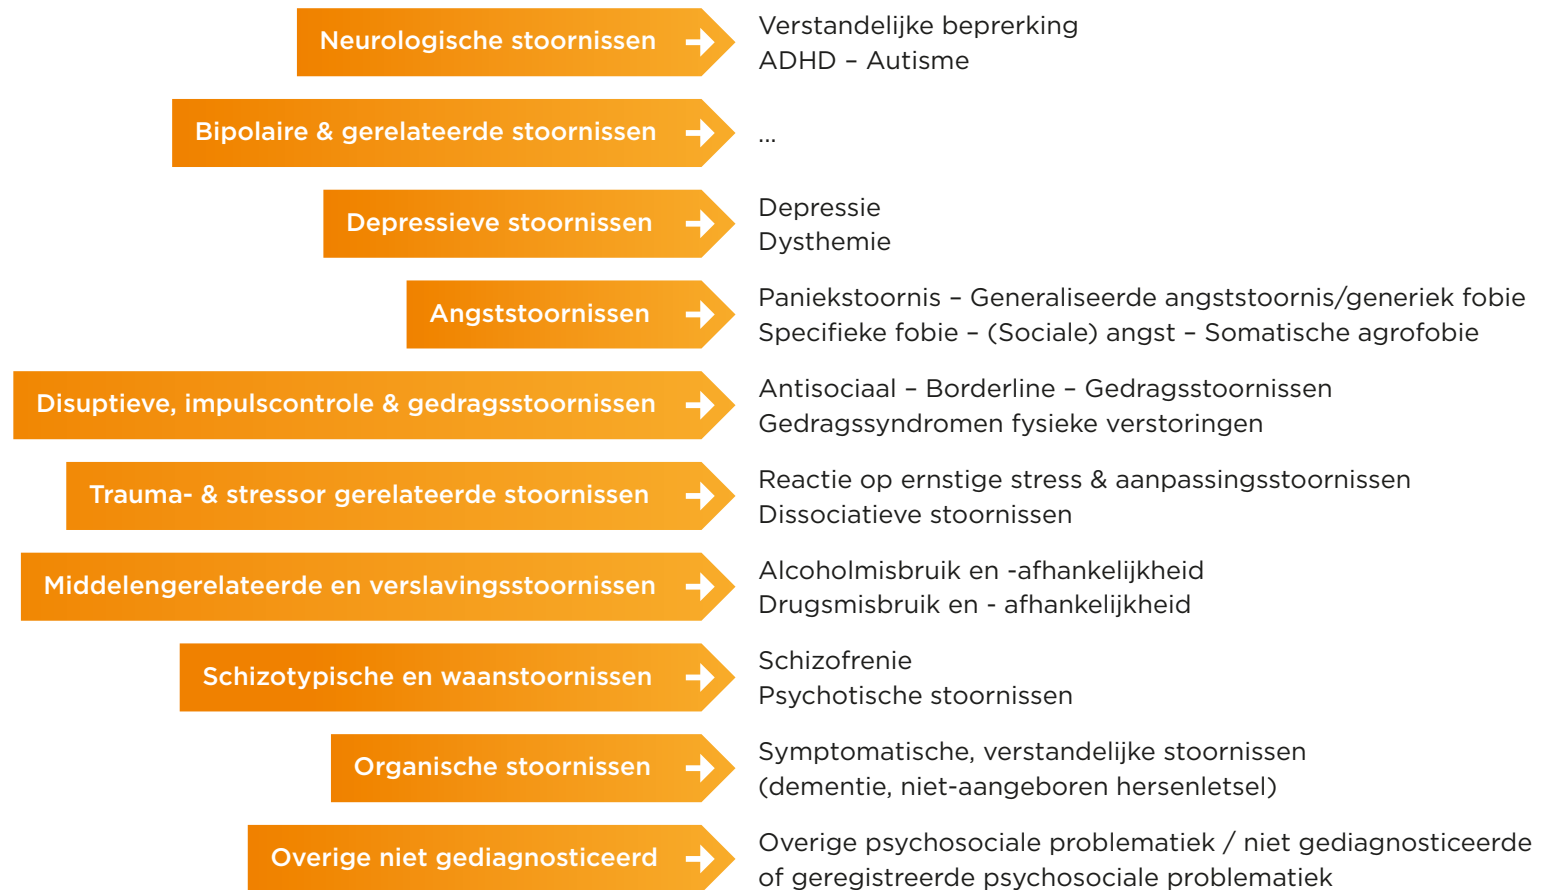 Neurologische stoornissen
Verstandelijke beprerking
ADHD – Autisme
Bipolaire & gerelateerde stoornissen
...
Depressieve stoornissen
Depressie
Dysthemie
Angststoornissen
Paniekstoornis – Generaliseerde angststoornis/generiek fobie
Specifieke fobie – (Sociale) angst – Somatische agrofobie
Disuptieve, impulscontrole & gedragsstoornissen
Antisociaal – Borderline – Gedragsstoornissen
Gedragssyndromen fysieke verstoringen
Trauma- & stressor gerelateerde stoornissen
Reactie op ernstige stress & aanpassingsstoornissen
Dissociatieve stoornissen
Middelengerelateerde en verslavingsstoornissen
Alcoholmisbruik en -afhankelijkheid
Drugsmisbruik en - afhankelijkheid
Schizotypische en waanstoornissen
Schizofrenie
Psychotische stoornissen
Organische stoornissen
Symptomatische, verstandelijke stoornissen
(dementie, niet-aangeboren hersenletsel)
Overige niet gediagnosticeerd
Overige psychosociale problematiek / niet gediagnosticeerde
of geregistreerde psychosociale problematiek